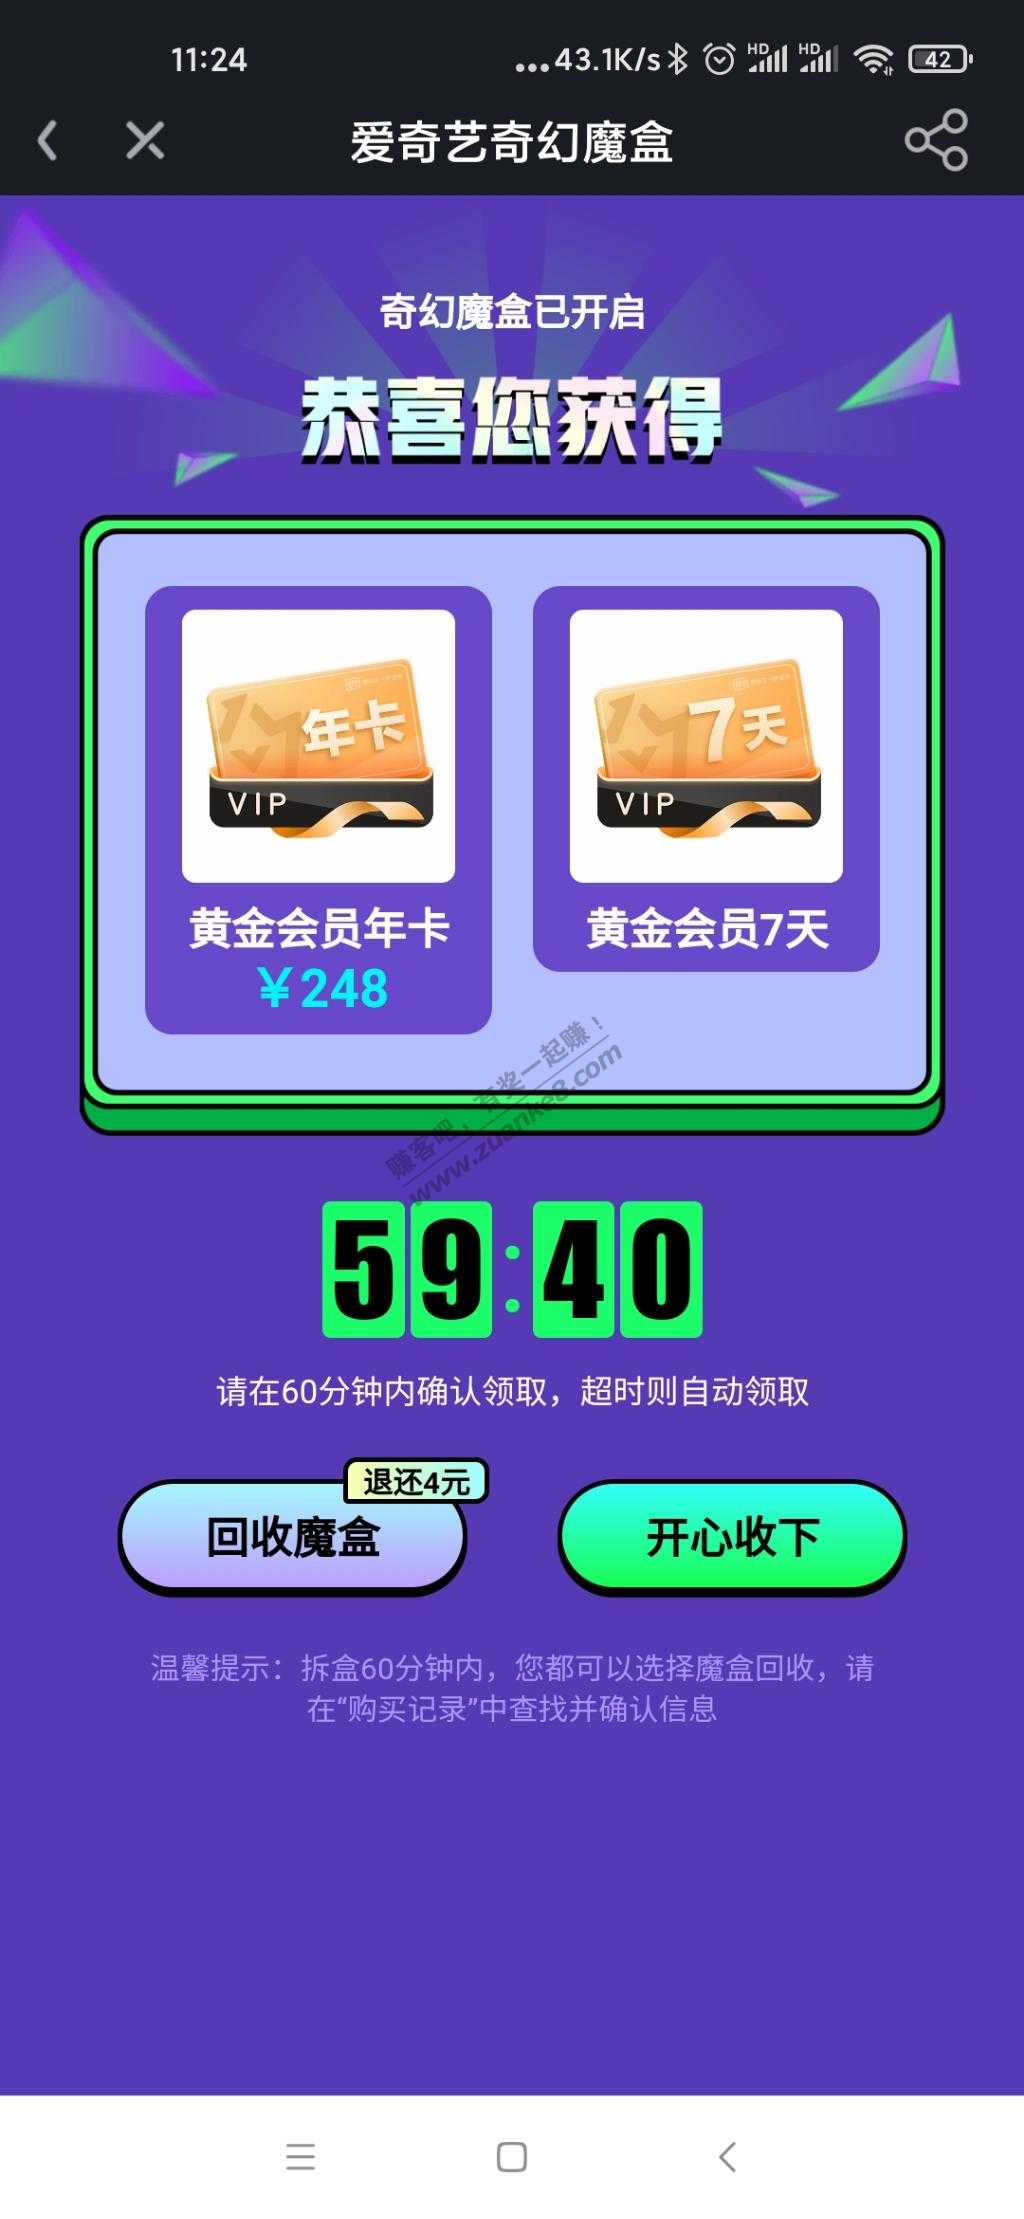 11:24
...43.1K/s HD HD 42
爱奇艺奇幻魔盒
奇幻魔盒已开启
恭喜您获得
年卡
VIP
7天
VIP
黄金会员年卡
¥248
黄金会员7天
赚客吧，有奖一起赚！
www.zuanke8.com
59:40
请在60分钟内确认领取，超时则自动领取
退还4元
回收魔盒
开心收下
温馨提示：拆盒60分钟内，您都可以选择魔盒回收，请
在“购买记录”中查找并确认信息